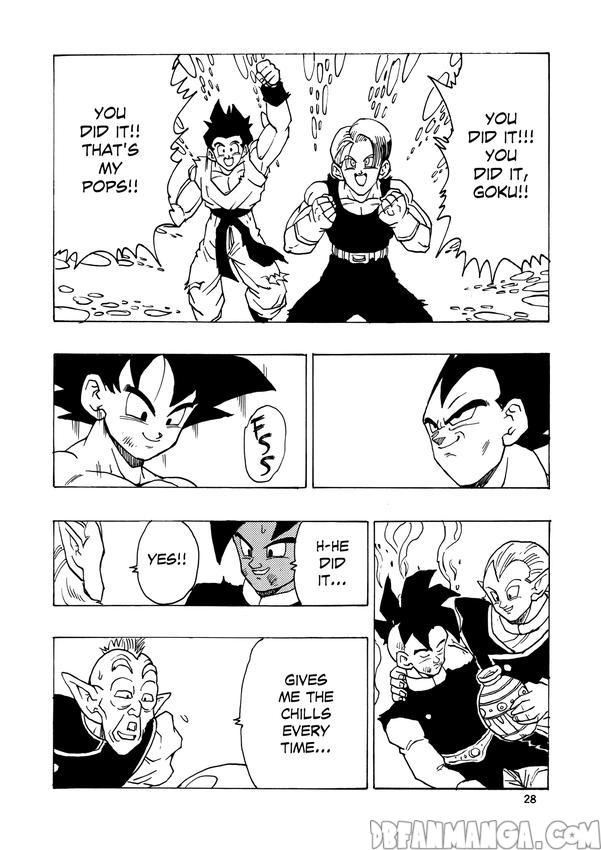 YOU
DID IT!!!
YOU
DID IT,
GOKU!!
YOU
DID IT!!
THAT'S
MY
POPS!!
FSS
H-HE
DID
IT...
YES!!
GIVES
ME THE
CHILLS
EVERY
TIME...
28
DBFANMANGA.COM